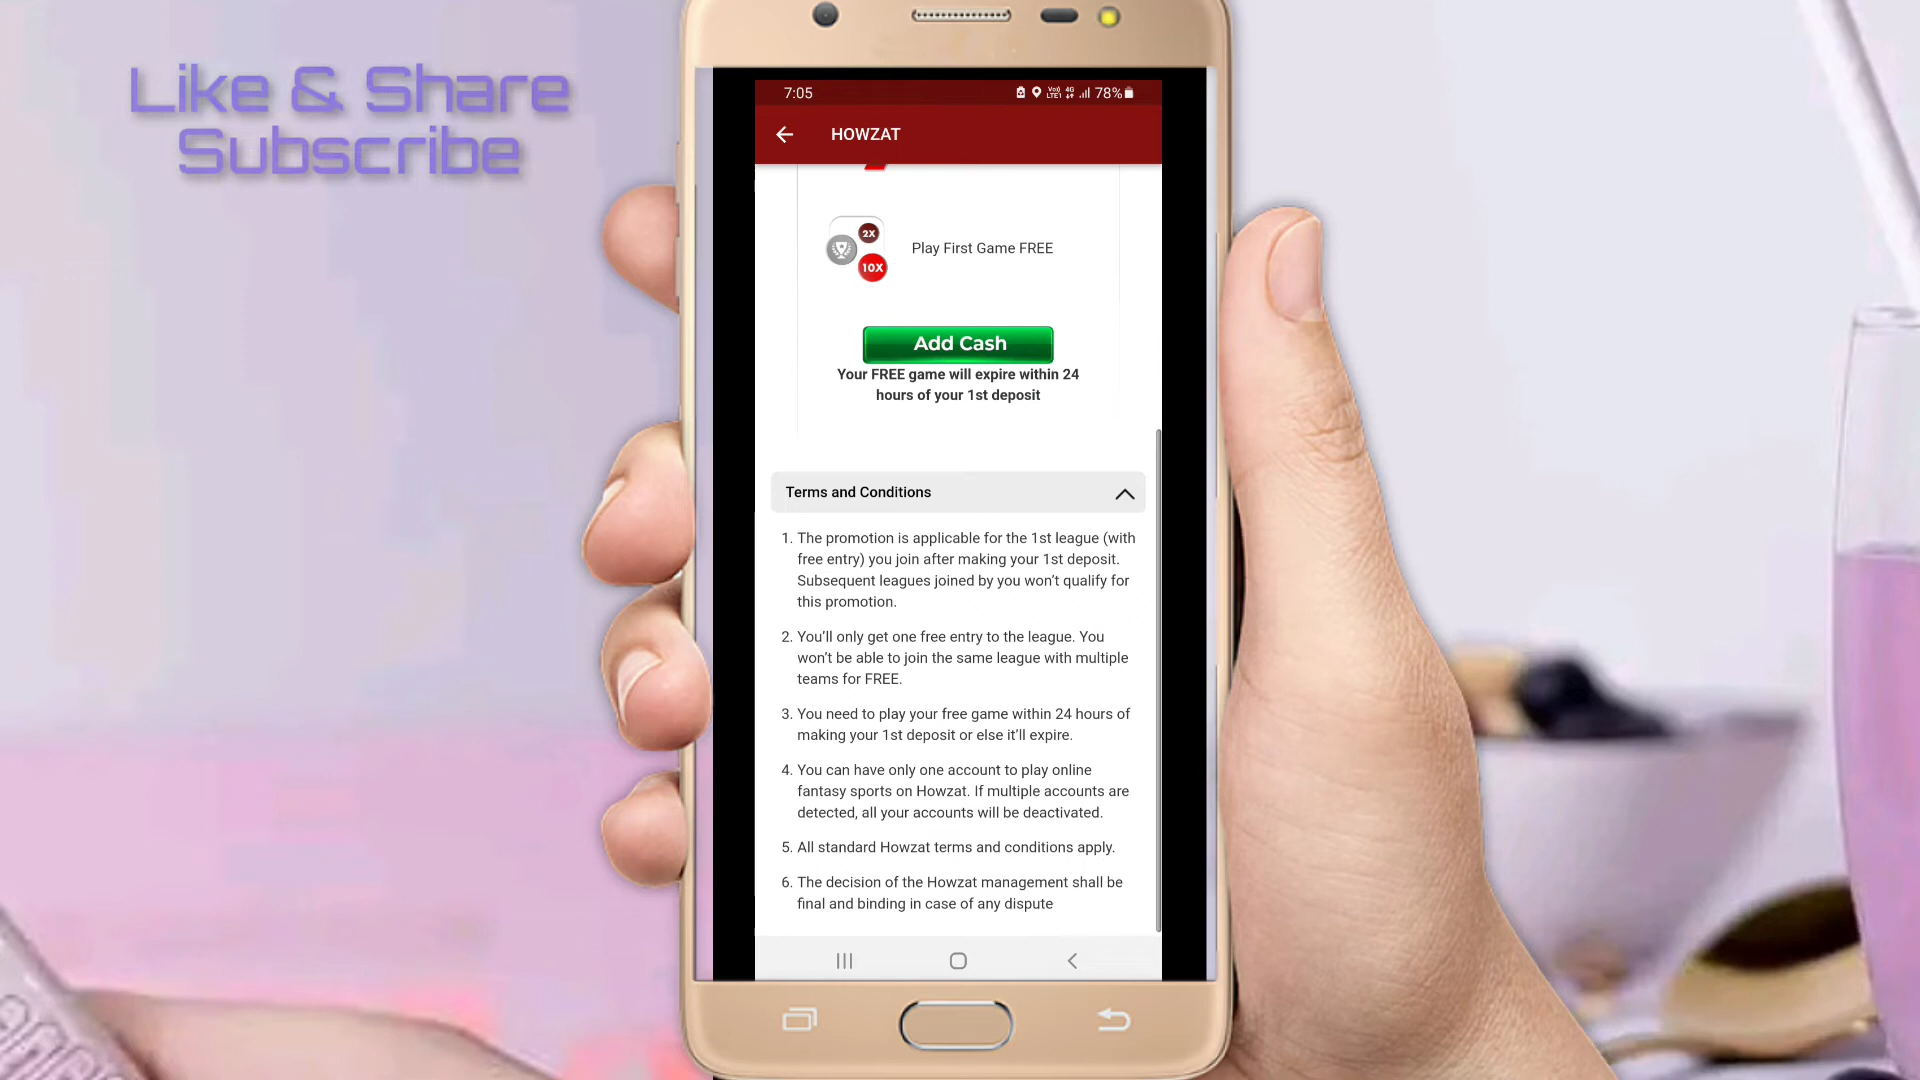 Like & Share
Subscribe
7:05
78%
HOWZAT
2X
10X
Play First Game FREE
Add Cash
Your FREE game will expire within 24
hours of your 1st deposit
Terms and Conditions
1. The promotion is applicable for the 1st league (with
free entry) you join after making your 1st deposit.
Subsequent leagues joined by you won’t qualify for
this promotion.
2. You’ll only get one free entry to the league. You
won’t be able to join the same league with multiple
teams for FREE.
3. You need to play your free game within 24 hours of
making your 1st deposit or else it’ll expire.
4. You can have only one account to play online
fantasy sports on Howzat. If multiple accounts are
detected, all your accounts will be deactivated.
5. All standard Howzat terms and conditions apply.
6. The decision of the Howzat management shall be
final and binding in case of any dispute